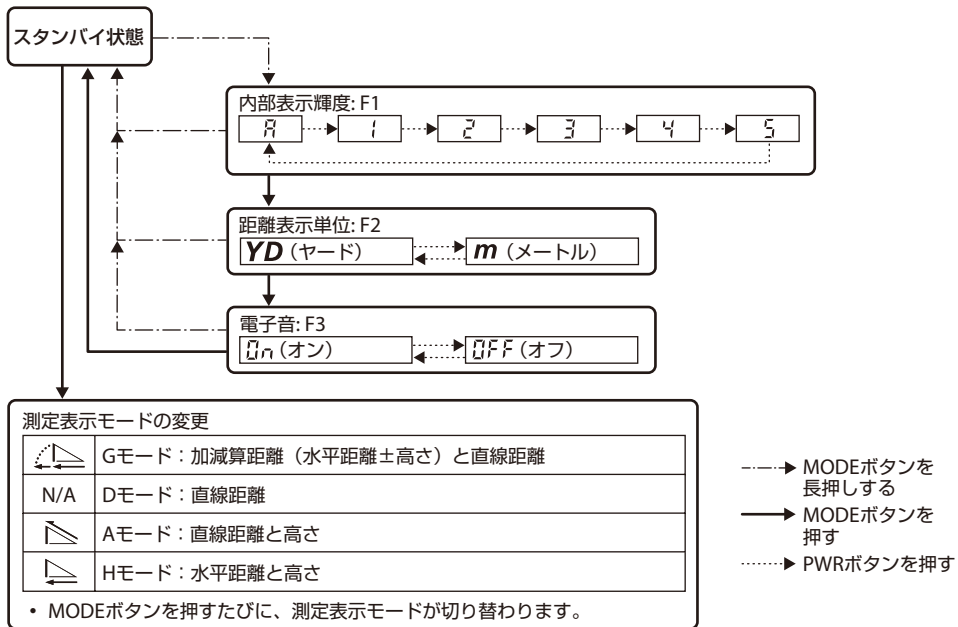 スタンバイ状態
内部表示輝度: F1
A 1 2 3 4 5
距離表示単位: F2
YD（ヤード） m（メートル）
電子音: F3
On（オン） OFF（オフ）
測定表示モードの変更
Gモード：加減算距離（水平距離±高さ）と直線距離
N/A Dモード：直線距離
Aモード：直線距離と高さ
Hモード：水平距離と高さ
• MODEボタンを押すたびに、測定表示モードが切り替わります。
MODEボタンを
長押しする
MODEボタンを
押す
PWRボタンを押す